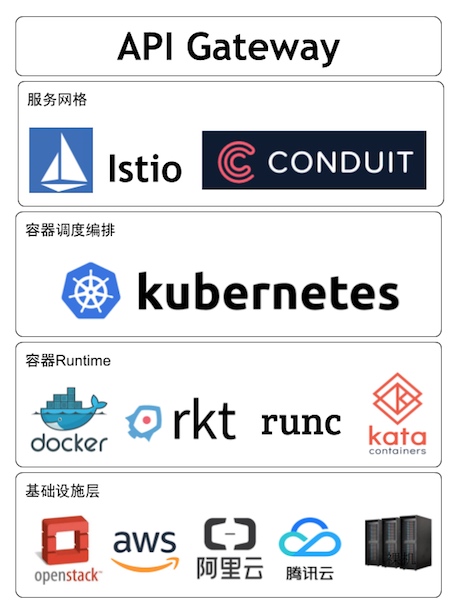 API Gateway
服务网格
Istio
CONDUIT
容器调度编排
kubernetes
容器Runtime
docker
rkt
runc
kata
containers
基础设施层
openstack
aws
阿里云
腾讯云